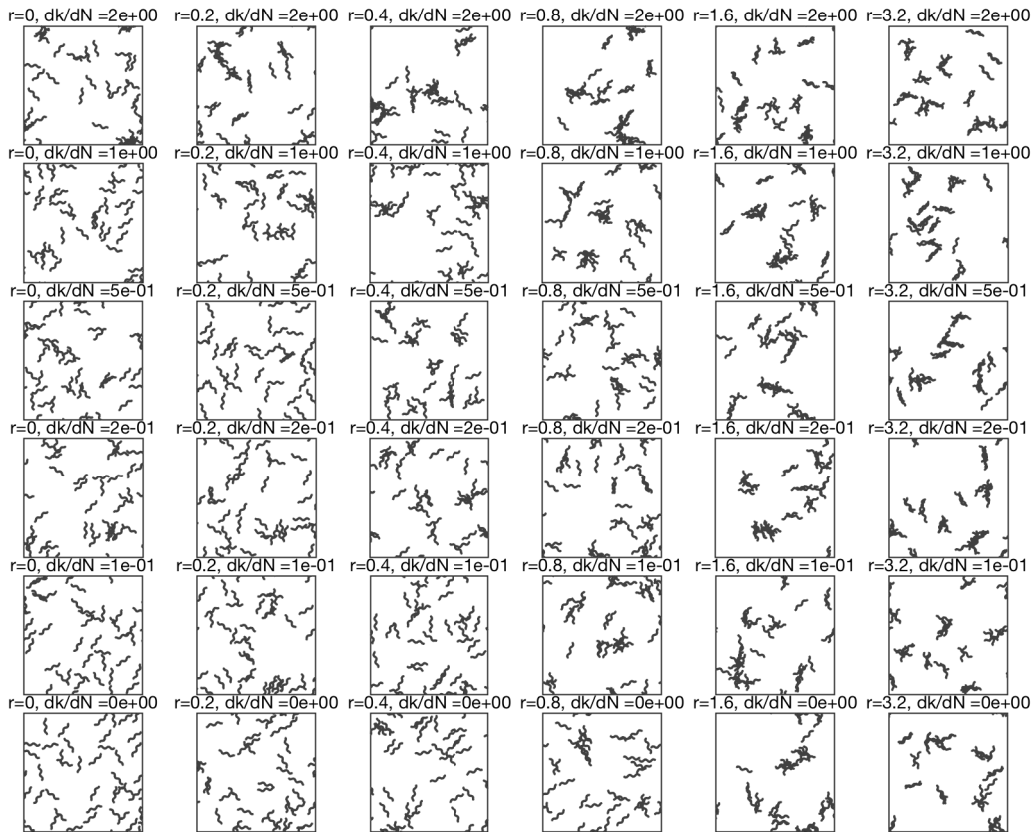 r=0, dk/dN =2e+00 r=0.2, dk/dN =2e+00 r=0.4, dk/dN =2e+00 r=0.8, dk/dN =2e+00 r=1.6, dk/dN =2e+00 r=3.2, dk/dN =2e+00
r=0, dk/dN =1e+00 r=0.2, dk/dN =1e+00 r=0.4, dk/dN =1e+00 r=0.8, dk/dN =1e+00 r=1.6, dk/dN =1e+00 r=3.2, dk/dN =1e+00
r=0, dk/dN =5e-01 r=0.2, dk/dN =5e-01 r=0.4, dk/dN =5e-01 r=0.8, dk/dN =5e-01 r=1.6, dk/dN =5e-01 r=3.2, dk/dN =5e-01
r=0, dk/dN =2e-01 r=0.2, dk/dN =2e-01 r=0.4, dk/dN =2e-01 r=0.8, dk/dN =2e-01 r=1.6, dk/dN =2e-01 r=3.2, dk/dN =2e-01
r=0, dk/dN =1e-01 r=0.2, dk/dN =1e-01 r=0.4, dk/dN =1e-01 r=0.8, dk/dN =1e-01 r=1.6, dk/dN =1e-01 r=3.2, dk/dN =1e-01
r=0, dk/dN =0e+00 r=0.2, dk/dN =0e+00 r=0.4, dk/dN =0e+00 r=0.8, dk/dN =0e+00 r=1.6, dk/dN =0e+00 r=3.2, dk/dN =0e+00